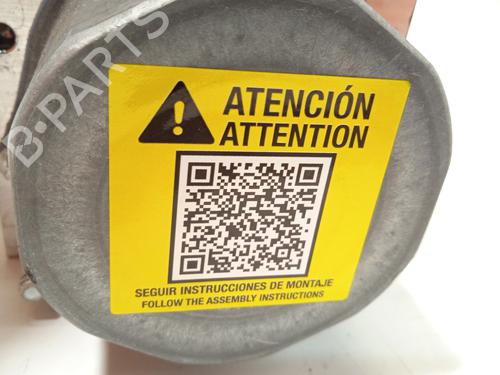 B-PARTS
ATENCIÓN
ATTENTION
SEGUIR INSTRUCCIONES DE MONTAJE
FOLLOW THE ASSEMBLY INSTRUCTIONS